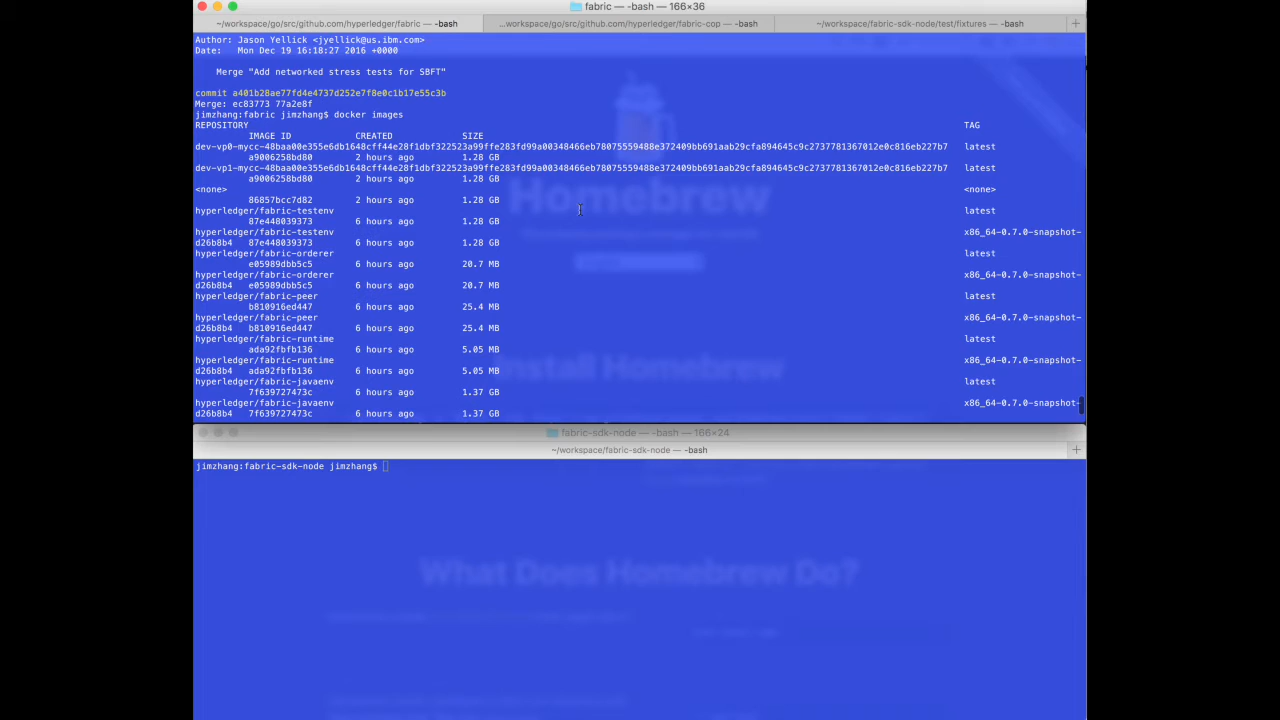 fabric — -bash — 166×36
~/workspace/go/src/github.com/hyperledger/fabric — -bash
...workspace/go/src/github.com/hyperledger/fabric-cop — -bash
~/workspace/fabric-sdk-node/test/fixtures — -bash
Author: Jason Yellick <jyellick@us.ibm.com>
Date:   Mon Dec 19 16:18:27 2016 +0000
Merge "Add networked stress tests for SBFT"
commit a401b28ae77fd4e4737d252e7f8e0c1b17e55c3b
Merge: ec83773 77a2e8f
jimzhang:fabric jimzhang$ docker images
REPOSITORY TAG
IMAGE ID CREATED SIZE
dev-vp0-mycc-48baa00e355e6db1648cff44e28f1dbf322523a99ffe283fd99a00348466eb78075559488e372409bb691aab29cfa894645c9c2737781367012e0c816eb227b7 latest
a9006258bd80 2 hours ago 1.28 GB
dev-vp1-mycc-48baa00e355e6db1648cff44e28f1dbf322523a99ffe283fd99a00348466eb78075559488e372409bb691aab29cfa894645c9c2737781367012e0c816eb227b7 latest
a9006258bd80 2 hours ago 1.28 GB
<none> <none>
86857bcc7d82 2 hours ago 1.28 GB
hyperledger/fabric-testenv latest
87e448039373 6 hours ago 1.28 GB
hyperledger/fabric-testenv x86_64-0.7.0-snapshot-
d26b8b4 87e448039373 6 hours ago 1.28 GB
hyperledger/fabric-orderer latest
e05989dbb5c5 6 hours ago 20.7 MB
hyperledger/fabric-orderer x86_64-0.7.0-snapshot-
d26b8b4 e05989dbb5c5 6 hours ago 20.7 MB
hyperledger/fabric-peer latest
b810916ed447 6 hours ago 25.4 MB
hyperledger/fabric-peer x86_64-0.7.0-snapshot-
d26b8b4 b810916ed447 6 hours ago 25.4 MB
hyperledger/fabric-runtime latest
ada92fbfb136 6 hours ago 5.05 MB
hyperledger/fabric-runtime x86_64-0.7.0-snapshot-
d26b8b4 ada92fbfb136 6 hours ago 5.05 MB
hyperledger/fabric-javaenv latest
7f639727473c 6 hours ago 1.37 GB
hyperledger/fabric-javaenv x86_64-0.7.0-snapshot-
d26b8b4 7f639727473c 6 hours ago 1.37 GB
Homebrew
Install Homebrew
fabric-sdk-node — -bash — 166×24
~/workspace/fabric-sdk-node — -bash
jimzhang:fabric-sdk-node jimzhang$
What Does Homebrew Do?